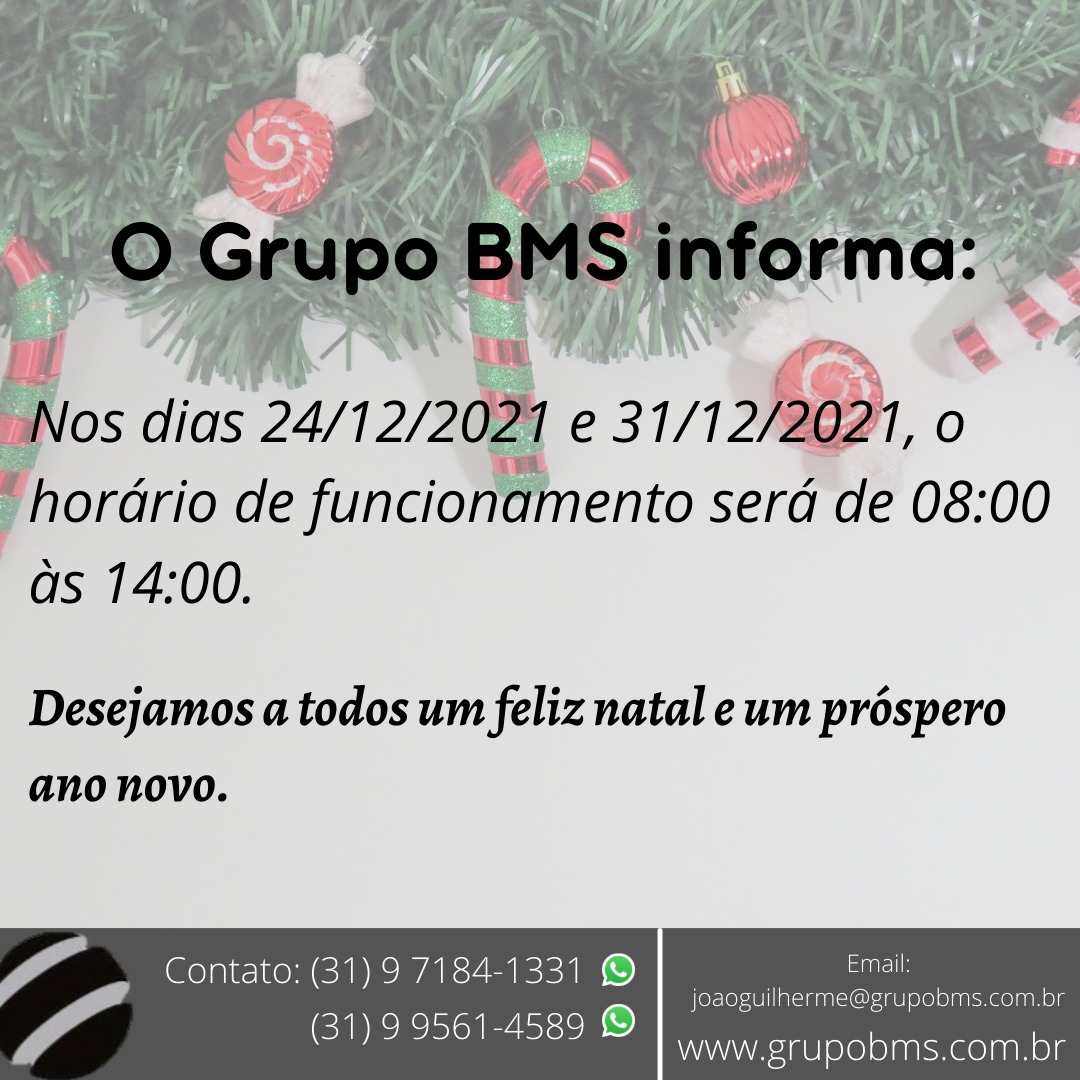 O Grupo BMS informa:
Nos dias 24/12/2021 e 31/12/2021, o
horário de funcionamento será de 08:00
às 14:00.
Desejamos a todos um feliz natal e um próspero
ano novo.
Contato: (31) 9 7184-1331
(31) 9 9561-4589
Email:
joaoguilherme@grupobms.com.br
www.grupobms.com.br